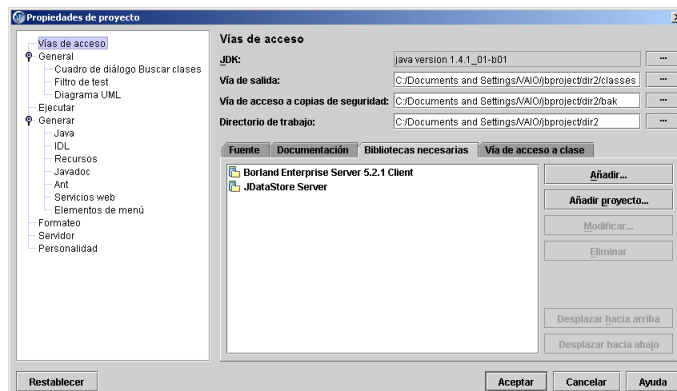 Propiedades de proyecto
Vías de acceso
General
Cuadro de diálogo Buscar clases
Filtro de test
Diagrama UML
Ejecutar
Generar
Java
IDL
Recursos
Javadoc
Ant
Servicios web
Elementos de menú
Formateo
Servidor
Personalidad
Vías de acceso
JDK: java version 1.4.1_01-b01 ...
Vía de salida: C:/Documents and Settings/VAIO/jbproject/dir2/classes ...
Vía de acceso a copias de seguridad: C:/Documents and Settings/VAIO/jbproject/dir2/bak ...
Directorio de trabajo: C:/Documents and Settings/VAIO/jbproject/dir2 ...
Fuente Documentación Bibliotecas necesarias Vía de acceso a clase
Borland Enterprise Server 5.2.1 Client
JDataStore Server
Añadir...
Añadir proyecto...
Modificar...
Eliminar
Desplazar hacia arriba
Desplazar hacia abajo
Restablecer Aceptar Cancelar Ayuda